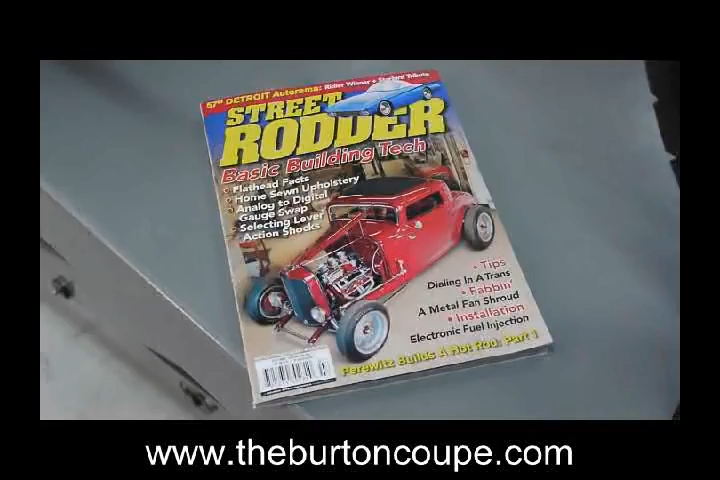 57th DETROIT Autorama: Ridler Winner • Starbird Tribute
STREET
RODDER
Basic Building Tech
• Flathead Facts
• Home Sewn Upholstery
• Analog to Digital
Gauge Swap
• Selecting Lever
Action Shocks
• Tips
Dialing In A Trans
• Fabbin'
A Metal Fan Shroud
• Installation
Electronic Fuel Injection
Perewitz Builds A Hot Rod: Part 1
www.theburtoncoupe.com